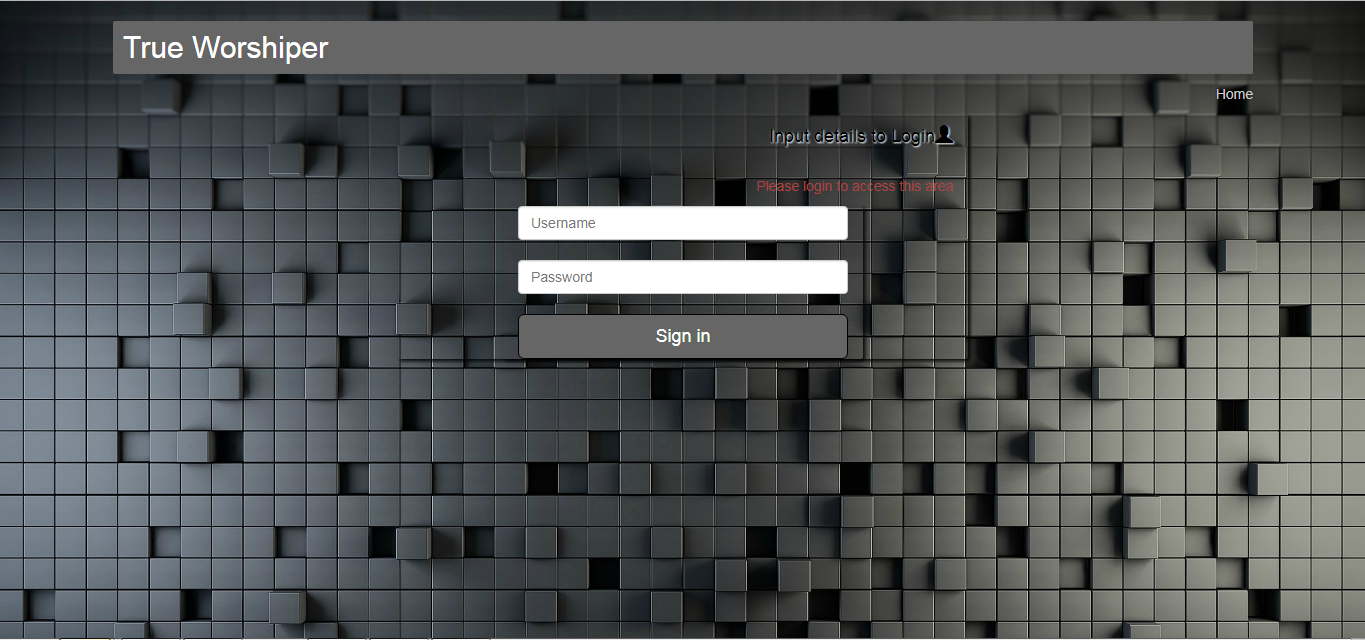 True Worshiper
Home
Input details to Login
Please login to access this area
Username
Password
Sign in